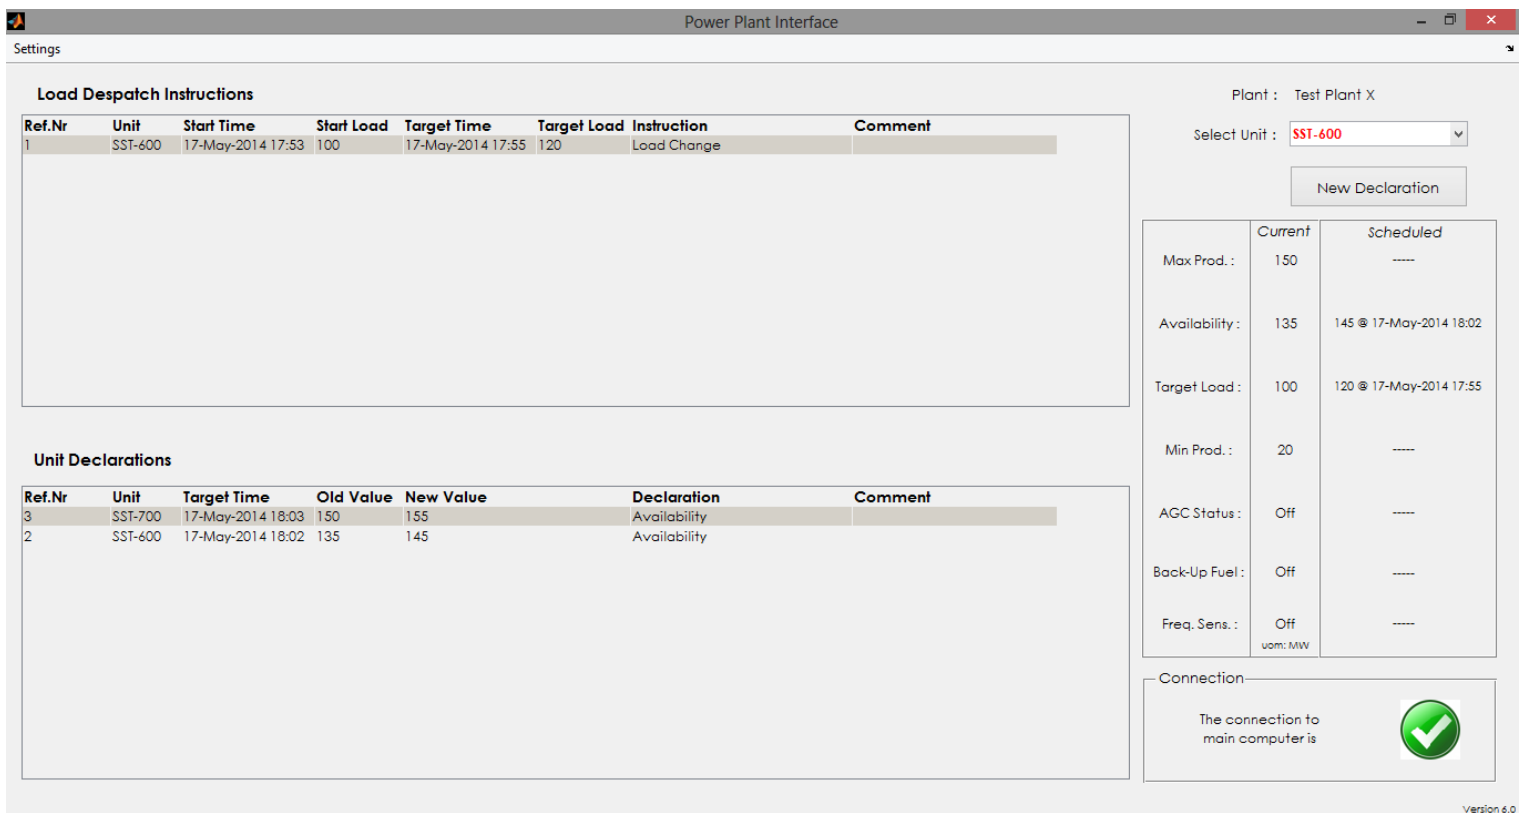 Power Plant Interface
Settings
Load Despatch Instructions
Ref.Nr Unit Start Time Start Load Target Time Target Load Instruction Comment
1 SST-600 17-May-2014 17:53 100 17-May-2014 17:55 120 Load Change
Plant : Test Plant X
Select Unit : SST-600
New Declaration
Current Scheduled
Max Prod. : 150 -----
Availability : 135 145 @ 17-May-2014 18:02
Target Load : 100 120 @ 17-May-2014 17:55
Min Prod. : 20 -----
AGC Status : Off -----
Back-Up Fuel : Off -----
Freq. Sens. : Off -----
uom: MW
Unit Declarations
Ref.Nr Unit Target Time Old Value New Value Declaration Comment
3 SST-700 17-May-2014 18:03 150 155 Availability
2 SST-600 17-May-2014 18:02 135 145 Availability
Connection
The connection to
main computer is
Version 6.0